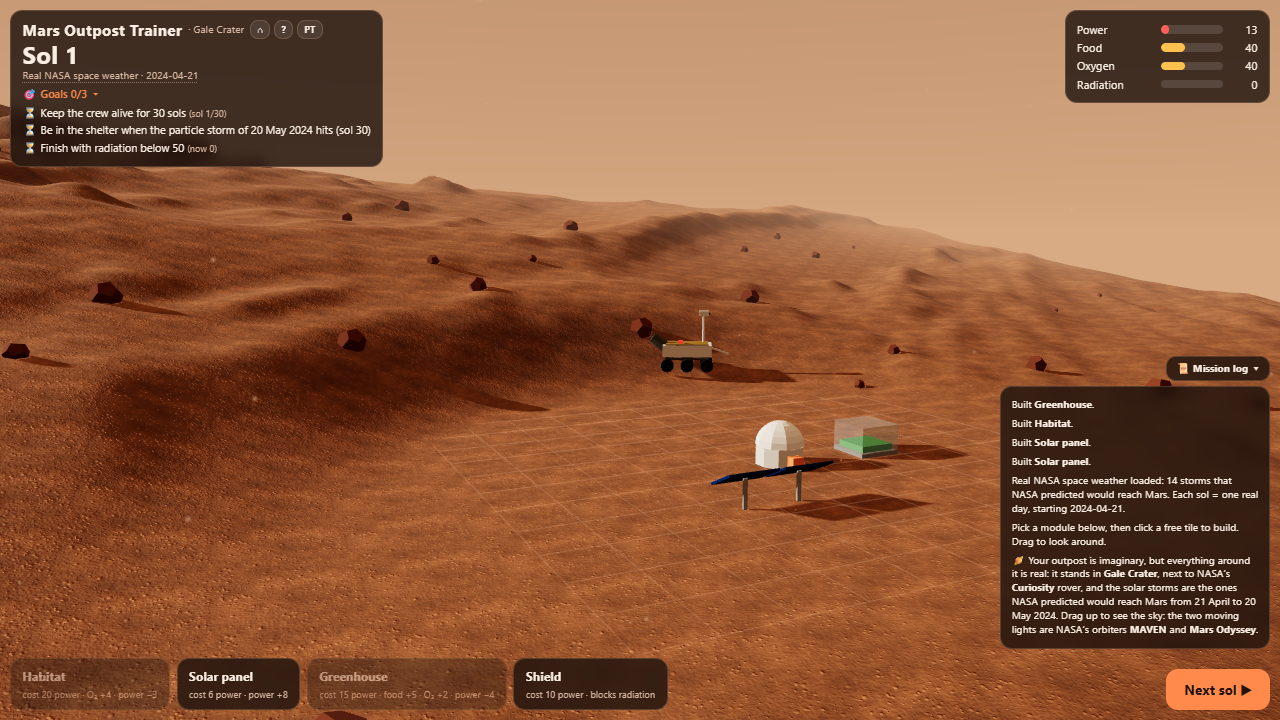 Mars Outpost Trainer · Gale Crater ? PT
Sol 1
Real NASA space weather · 2024-04-21
Goals 0/3
Keep the crew alive for 30 sols (sol 1/30)
Be in the shelter when the particle storm of 20 May 2024 hits (sol 30)
Finish with radiation below 50 (now 0)
Power 13
Food 40
Oxygen 40
Radiation 0
Mission log
Built Greenhouse.
Built Habitat.
Built Solar panel.
Built Solar panel.
Real NASA space weather loaded: 14 storms that
NASA predicted would reach Mars. Each sol = one real
day, starting 2024-04-21.
Pick a module below, then click a free tile to build.
Drag to look around.
Your outpost is imaginary, but everything around
it is real: it stands in Gale Crater, next to NASA's
Curiosity rover, and the solar storms are the ones
NASA predicted would reach Mars from 21 April to 20
May 2024. Drag up to see the sky: the two moving
lights are NASA's orbiters MAVEN and Mars Odyssey.
Habitat
cost 20 power · O₂ +4 · power −3
Solar panel
cost 6 power · power +8
Greenhouse
cost 15 power · food +5 · O₂ +2 · power −4
Shield
cost 10 power · blocks radiation
Next sol ▶